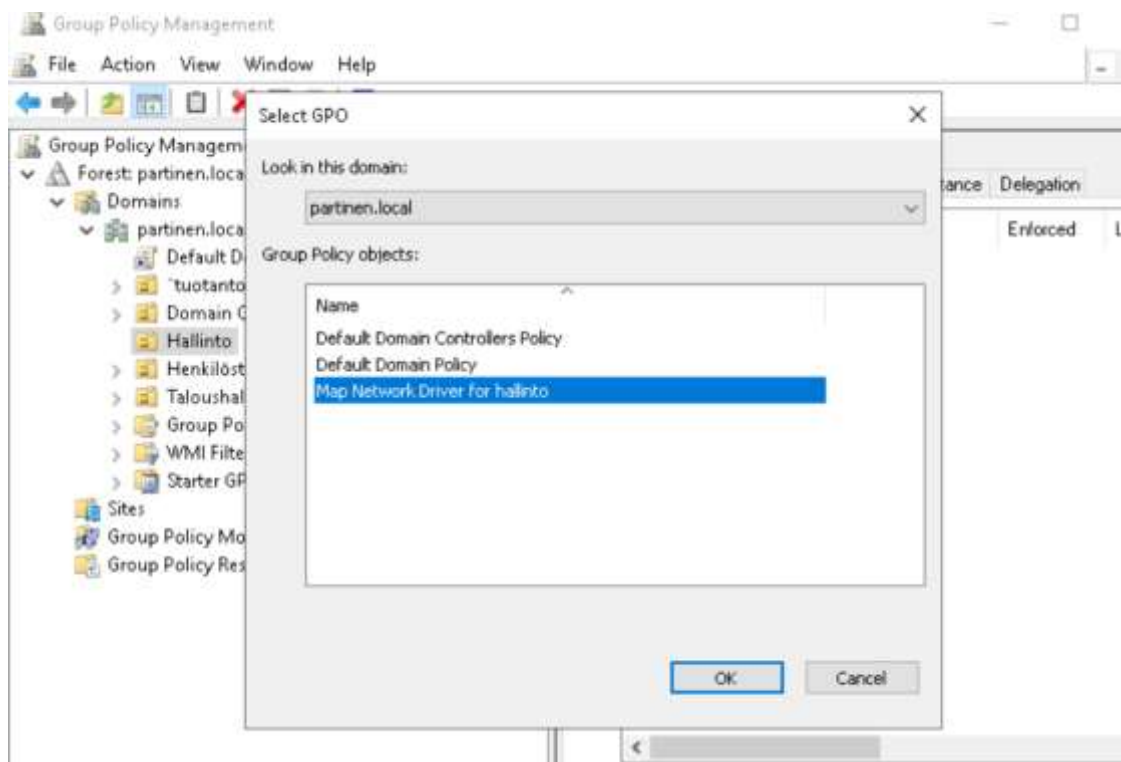 Group Policy Management
File Action View Window Help
Select GPO
Group Policy Managem
Look in this domain:
Forest: partinen.loca
partinen.local
tance Delegation
Domains
partinen.loca
Group Policy objects:
Enforced L
Default D
`tuotanto
Name
Domain C
Default Domain Controllers Policy
Hallinto
Default Domain Policy
Henkilöst
Map Network Driver for hallinto
Taloushal
Group Po
WMI Filte
Starter GP
Sites
Group Policy Mo
Group Policy Res
OK Cancel